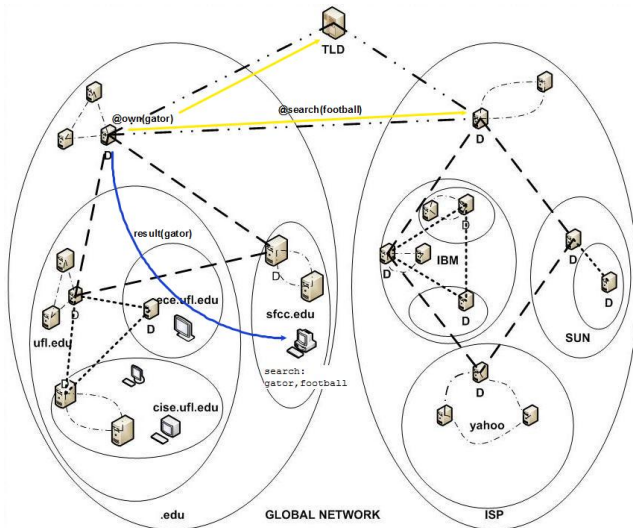 TLD
@own(gator)
@search(football)
D
D
result(gator)
D
IBM
D
D
D
D
ece.ufl.edu
D
D
sfcc.edu
D
D
ufl.edu
SUN
search:
gator,football
D
D
cise.ufl.edu
yahoo
.edu
GLOBAL NETWORK
ISP